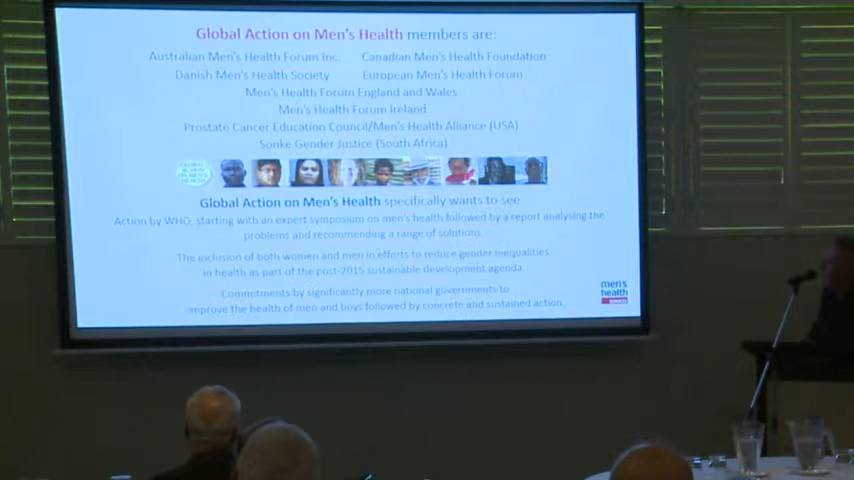 Global Action on Men's Health members are:
Australian Men's Health Forum Inc. Canadian Men's Health Foundation
Danish Men's Health Society European Men's Health Forum
Men's Health Forum England and Wales
Men's Health Forum Ireland
Prostate Cancer Education Council/Men's Health Alliance (USA)
Sonke Gender Justice (South Africa)
GLOBAL ACTION ON MEN'S HEALTH
Global Action on Men's Health specifically wants to see
Action by WHO, starting with an expert symposium on men's health followed by a report analysing the
problems and recommending a range of solutions.
The inclusion of both women and men in efforts to reduce gender inequalities
in health as part of the post-2015 sustainable development agenda.
Commitments by significantly more national governments to
improve the health of men and boys followed by concrete and sustained action.
men's
health